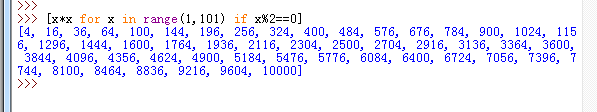 >>>
>>> [x*x for x in range(1,101) if x%2==0]
[4, 16, 36, 64, 100, 144, 196, 256, 324, 400, 484, 576, 676, 784, 900, 1024, 115
6, 1296, 1444, 1600, 1764, 1936, 2116, 2304, 2500, 2704, 2916, 3136, 3364, 3600,
 3844, 4096, 4356, 4624, 4900, 5184, 5476, 5776, 6084, 6400, 6724, 7056, 7396, 7
744, 8100, 8464, 8836, 9216, 9604, 10000]
>>>